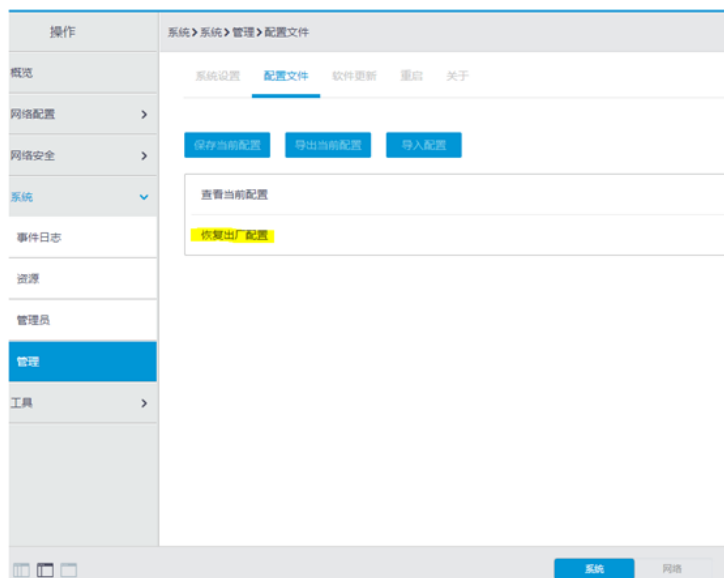 操作
系统>系统>管理>配置文件
概览
系统设置 配置文件 软件更新 重启 关于
网络配置
网络安全
保存当前配置 导出当前配置 导入配置
系统
查看当前配置
事件日志
恢复出厂配置
资源
管理员
管理
工具
系统 网络